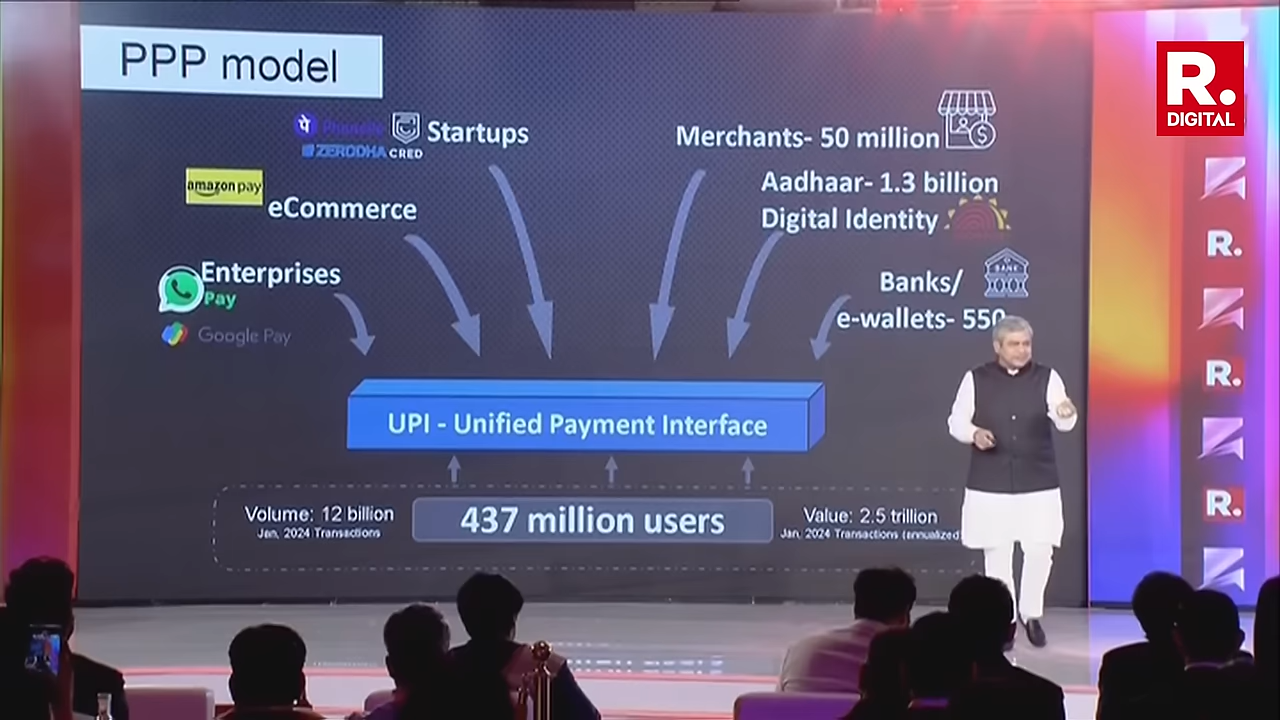 PPP model
R.
DIGITAL
पे PhonePe
ZERODHA CRED
Startups
Merchants- 50 million
amazon pay
eCommerce
Aadhaar- 1.3 billion
Digital Identity
Enterprises
Pay
Google Pay
BANK
Banks/
e-wallets- 550
UPI - Unified Payment Interface
Volume: 12 billion
Jan, 2024 Transactions
437 million users
Value: 2.5 trillion
Jan, 2024 Transactions (annualized)
R.
R.
R.